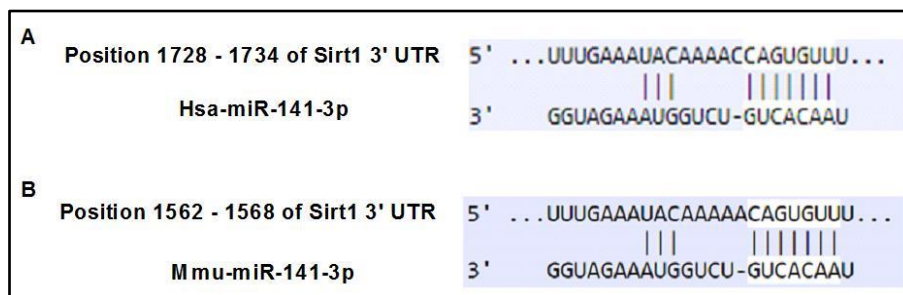 A
Position 1728 - 1734 of Sirt1 3' UTR 5' ...UUUGAAAUACAAAACCAGUGUUU...
Hsa-miR-141-3p 3' GGUAGAAAUGGUCU-GUCACAAU
B
Position 1562 - 1568 of Sirt1 3' UTR 5' ...UUUGAAAUACAAAAACAGUGUUU...
Mmu-miR-141-3p 3' GGUAGAAAUGGUCU-GUCACAAU